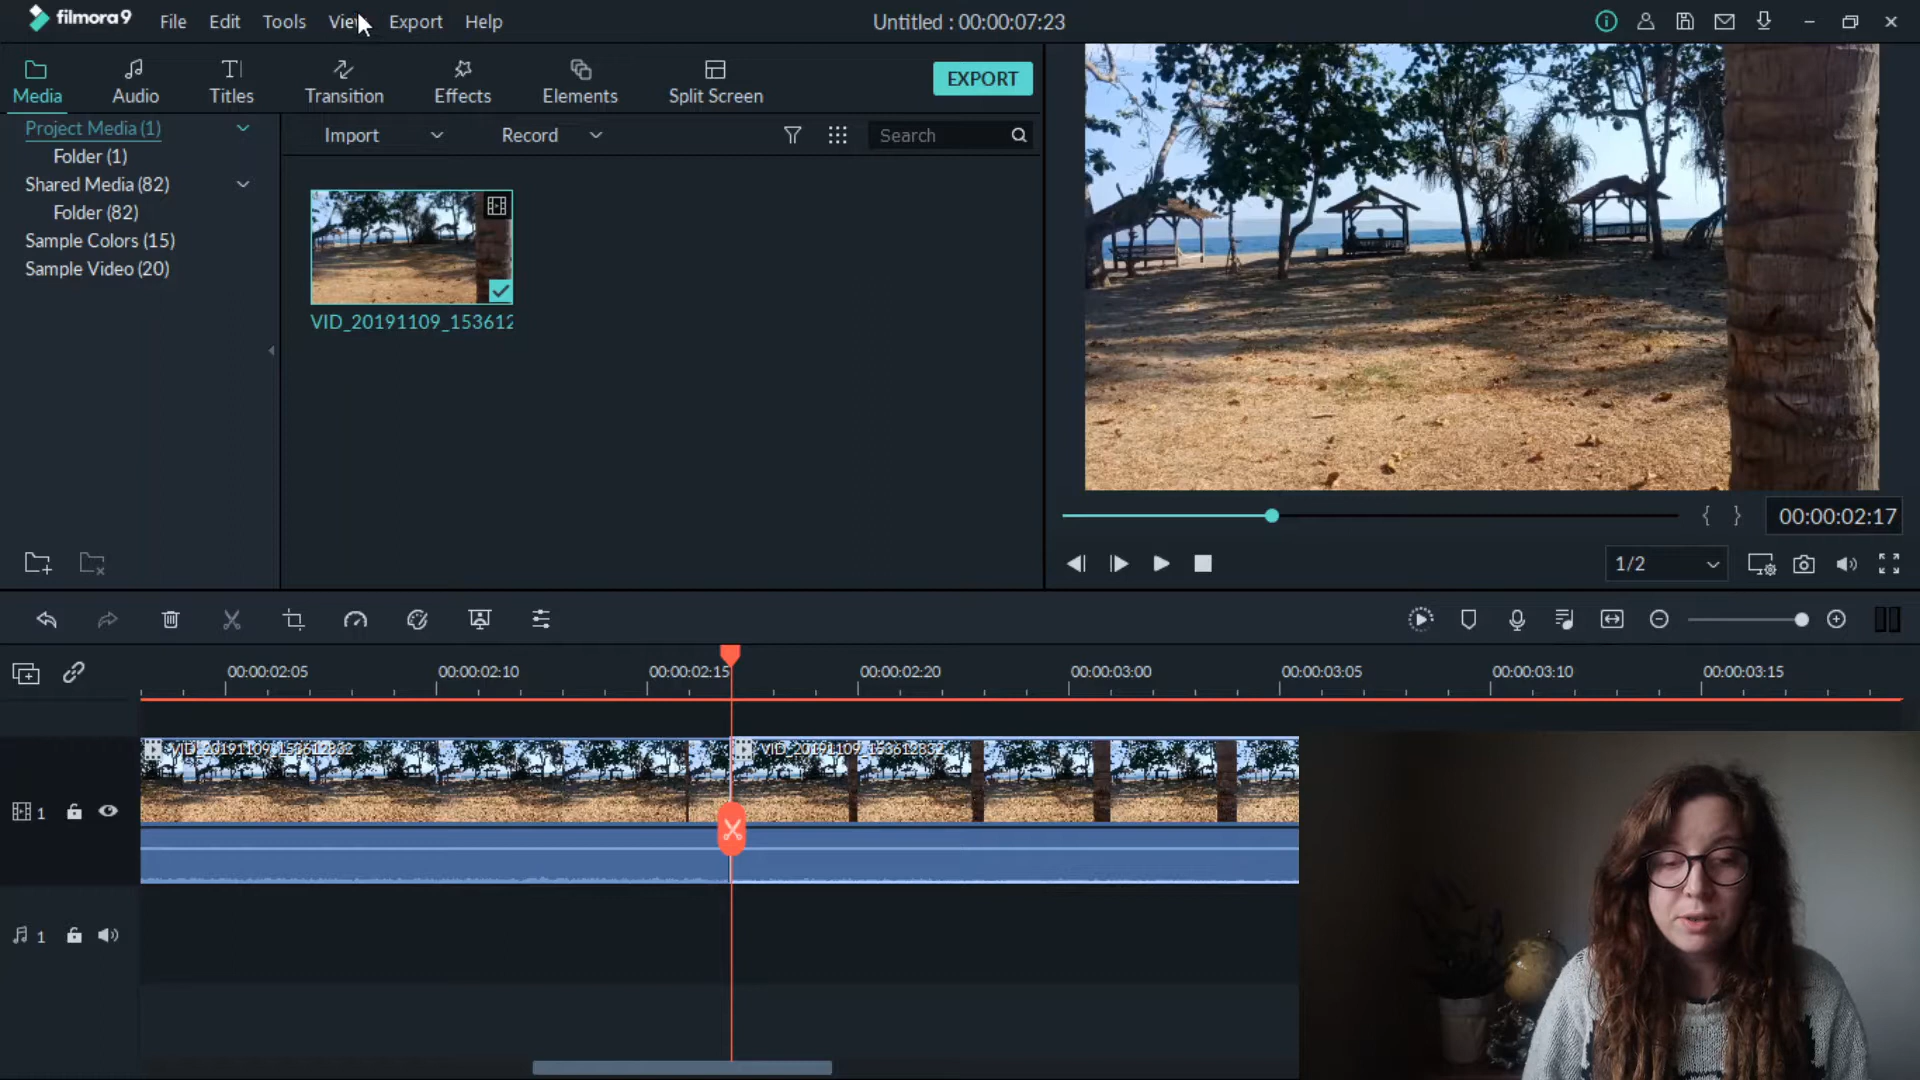 filmora9 File Edit Tools View Export Help Untitled : 00:00:07:23
Media Audio Titles Transition Effects Elements Split Screen EXPORT
Project Media (1)
Folder (1)
Shared Media (82)
Folder (82)
Sample Colors (15)
Sample Video (20)
Import Record Search
VID_20191109_153612
00:00:02:17
1/2
00:00:02:05 00:00:02:10 00:00:02:15 00:00:02:20 00:00:03:00 00:00:03:05 00:00:03:10 00:00:03:15
VID_20191109_153612832 VID_20191109_153612832
1
1